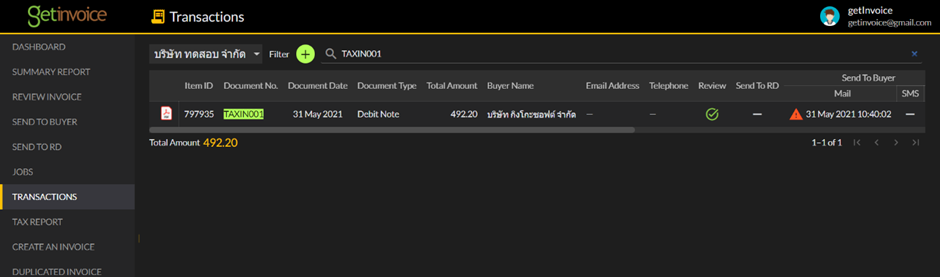 getinvoice
Transactions
getInvoice
getinvoice@gmail.com
DASHBOARD
SUMMARY REPORT
REVIEW INVOICE
SEND TO BUYER
SEND TO RD
JOBS
TRANSACTIONS
TAX REPORT
CREATE AN INVOICE
DUPLICATED INVOICE
บริษัท ทดสอบ จำกัด Filter + TAXIN001
Send To Buyer
Item ID Document No. Document Date Document Type Total Amount Buyer Name Email Address Telephone Review Send To RD Mail SMS
797935 TAXIN001 31 May 2021 Debit Note 492.20 บริษัท กิงโกะซอฟต์ จำกัด — — — 31 May 2021 10:40:02 —
Total Amount 492.20
1–1 of 1